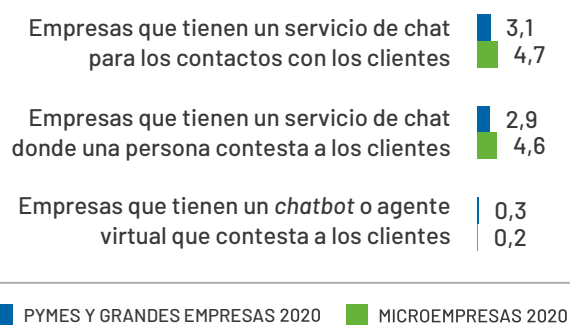 Empresas que tienen un servicio de chat
para los contactos con los clientes
3,1
4,7
Empresas que tienen un servicio de chat
donde una persona contesta a los clientes
2,9
4,6
Empresas que tienen un chatbot o agente
virtual que contesta a los clientes
0,3
0,2
PYMES Y GRANDES EMPRESAS 2020
MICROEMPRESAS 2020